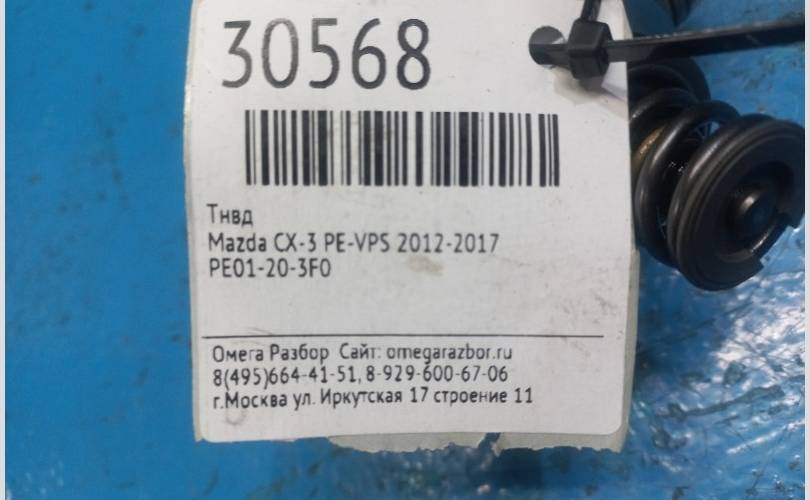 30568
Тнвд
Mazda CX-3 PE-VPS 2012-2017
PE01-20-3F0
Омега Разбор Сайт: omegarazbor.ru
8(495)664-41-51, 8-929-600-67-06
г.Москва ул. Иркутская 17 строение 11